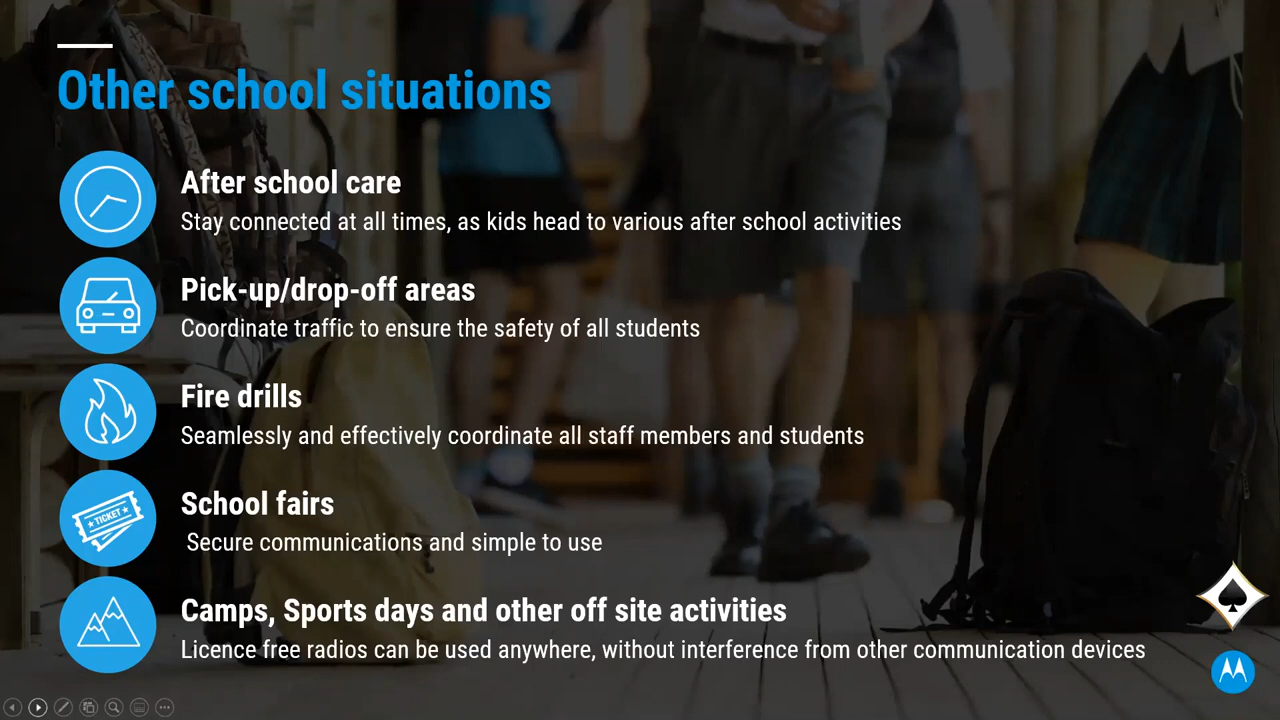 Other school situations
After school care
Stay connected at all times, as kids head to various after school activities
Pick-up/drop-off areas
Coordinate traffic to ensure the safety of all students
Fire drills
Seamlessly and effectively coordinate all staff members and students
TICKET
School fairs
Secure communications and simple to use
Camps, Sports days and other off site activities
Licence free radios can be used anywhere, without interference from other communication devices